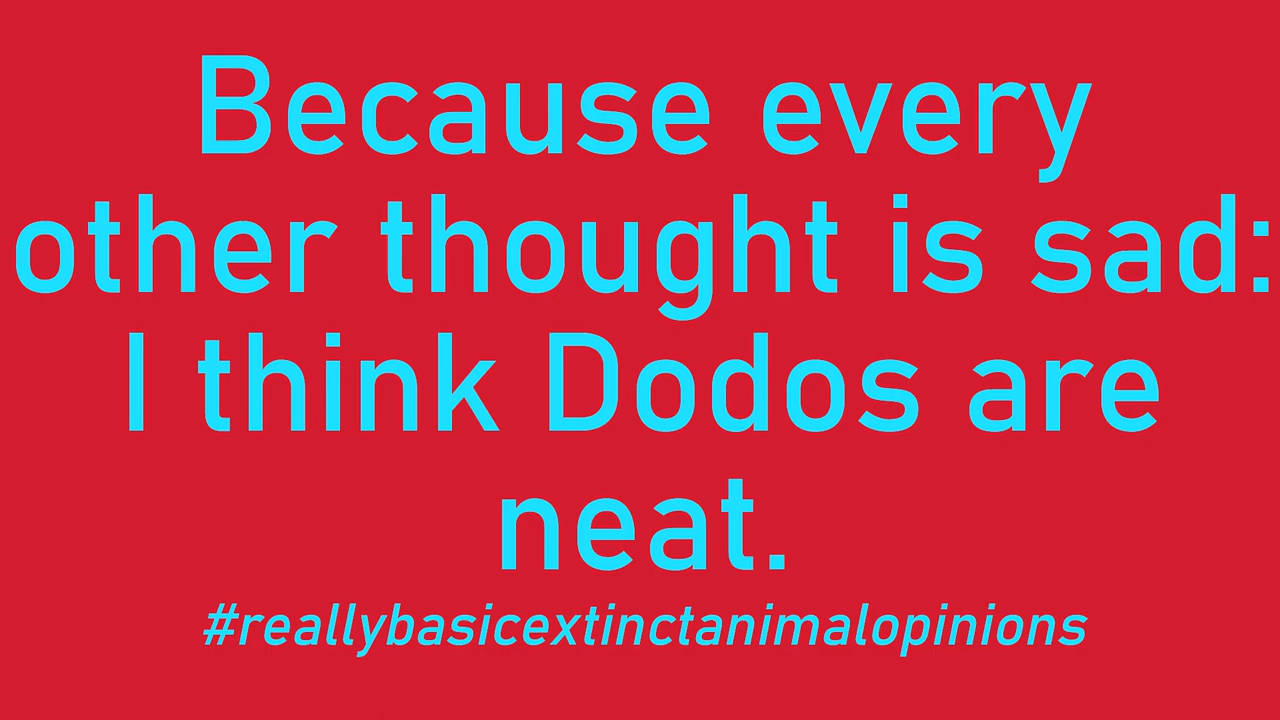 Because every
other thought is sad:
I think Dodos are
neat.
#reallybasicextinctanimalopinions